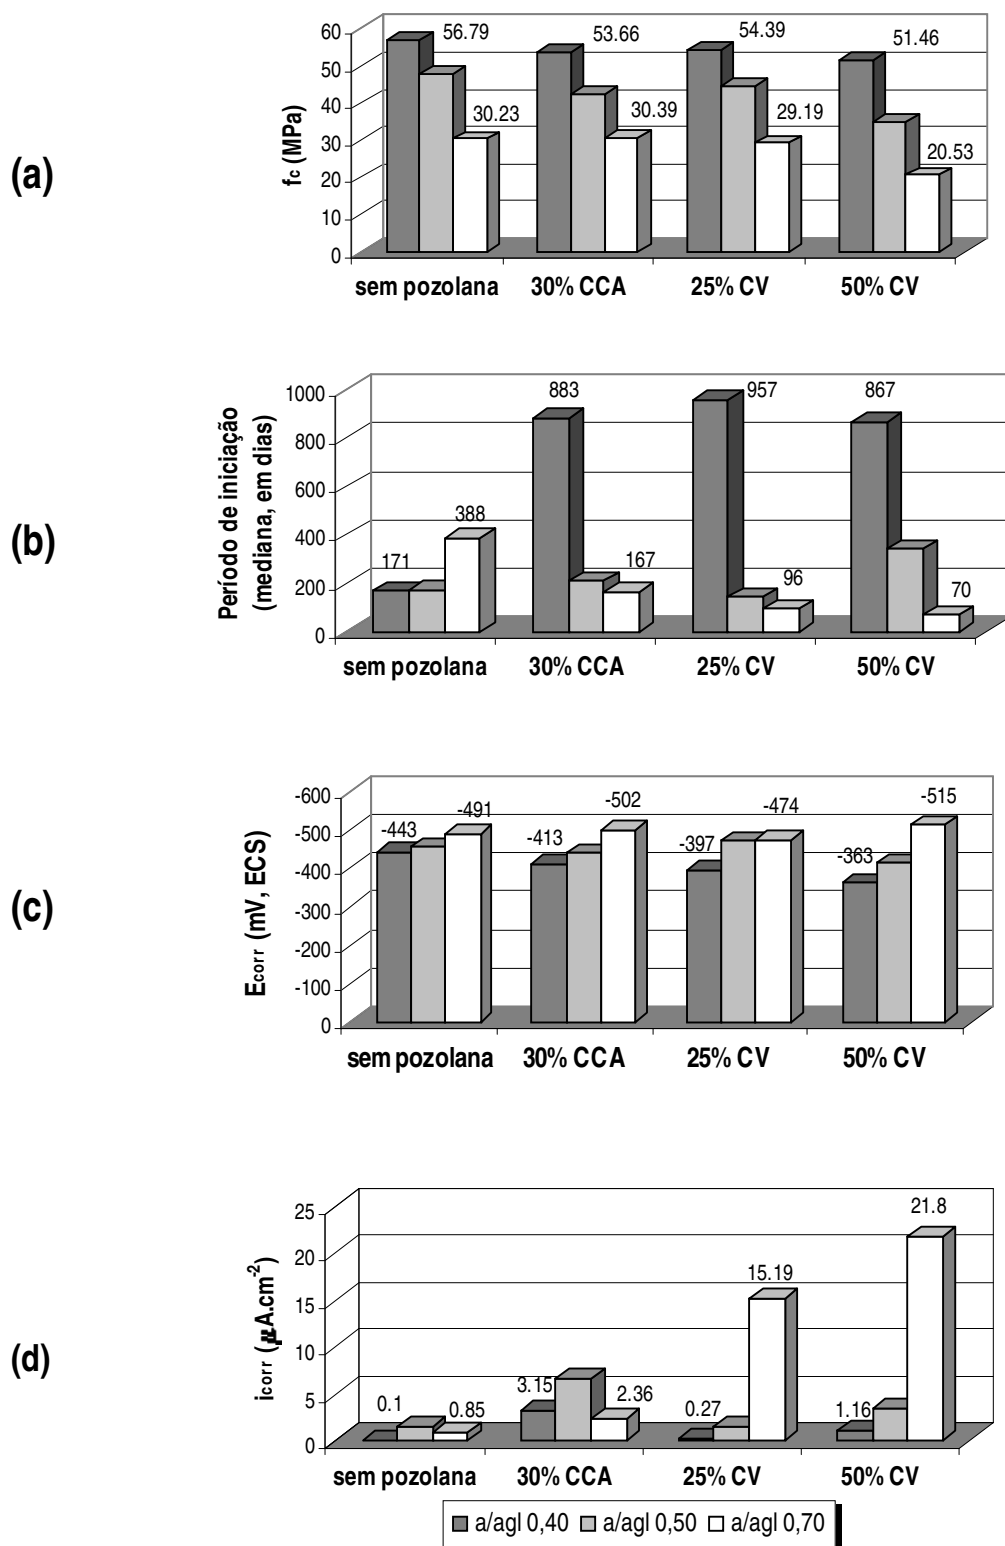 (a)
fc (MPa)
60
50
40
30
20
10
0
56.79
30.23
53.66
30.39
54.39
29.19
51.46
20.53
sem pozolana
30% CCA
25% CV
50% CV
(b)
Período de iniciação
(mediana, em dias)
1000
800
600
400
200
0
171
388
883
167
957
96
867
70
sem pozolana
30% CCA
25% CV
50% CV
(c)
Ecorr (mV, ECS)
-600
-500
-400
-300
-200
-100
0
-443
-491
-413
-502
-397
-474
-363
-515
sem pozolana
30% CCA
25% CV
50% CV
(d)
icorr (µA.cm-2)
25
20
15
10
5
0
0.1
0.85
3.15
2.36
0.27
15.19
1.16
21.8
sem pozolana
30% CCA
25% CV
50% CV
a/agl 0,40
a/agl 0,50
a/agl 0,70